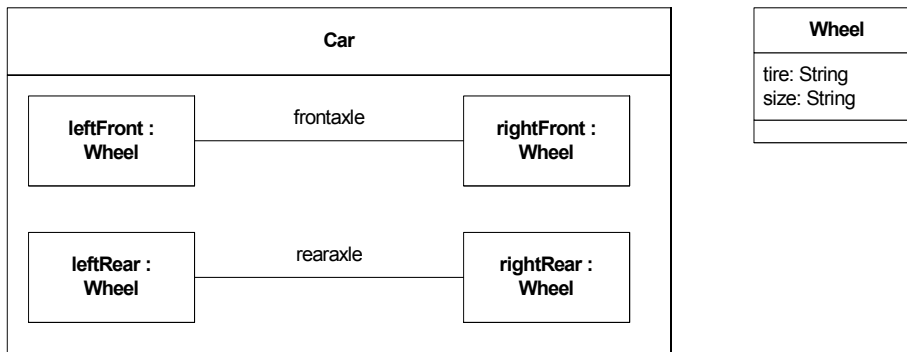 Car
leftFront :
Wheel
frontaxle
rightFront :
Wheel
leftRear :
Wheel
rearaxle
rightRear :
Wheel
Wheel
tire: String
size: String